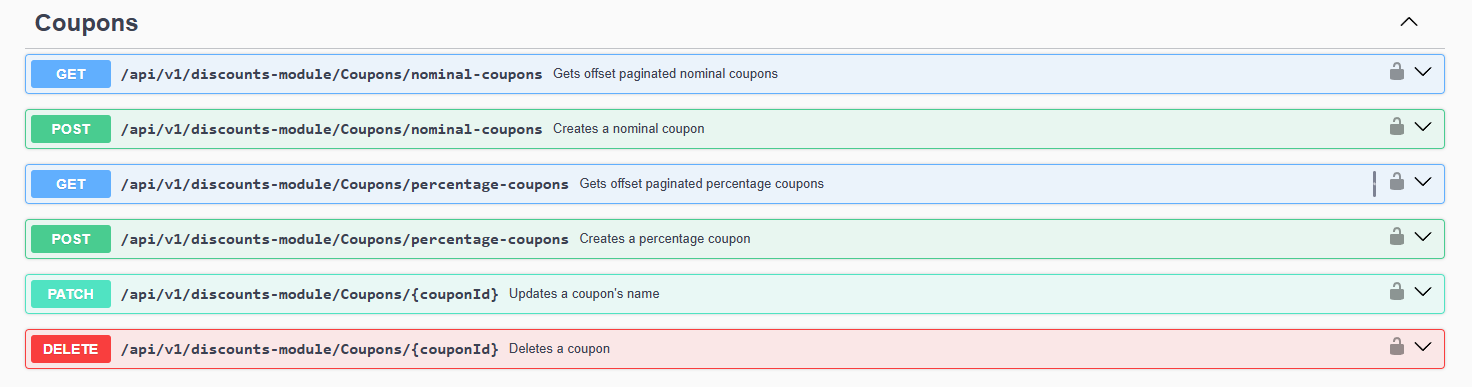 Coupons
GET /api/v1/discounts-module/Coupons/nominal-coupons Gets offset paginated nominal coupons
POST /api/v1/discounts-module/Coupons/nominal-coupons Creates a nominal coupon
GET /api/v1/discounts-module/Coupons/percentage-coupons Gets offset paginated percentage coupons
POST /api/v1/discounts-module/Coupons/percentage-coupons Creates a percentage coupon
PATCH /api/v1/discounts-module/Coupons/{couponId} Updates a coupon's name
DELETE /api/v1/discounts-module/Coupons/{couponId} Deletes a coupon